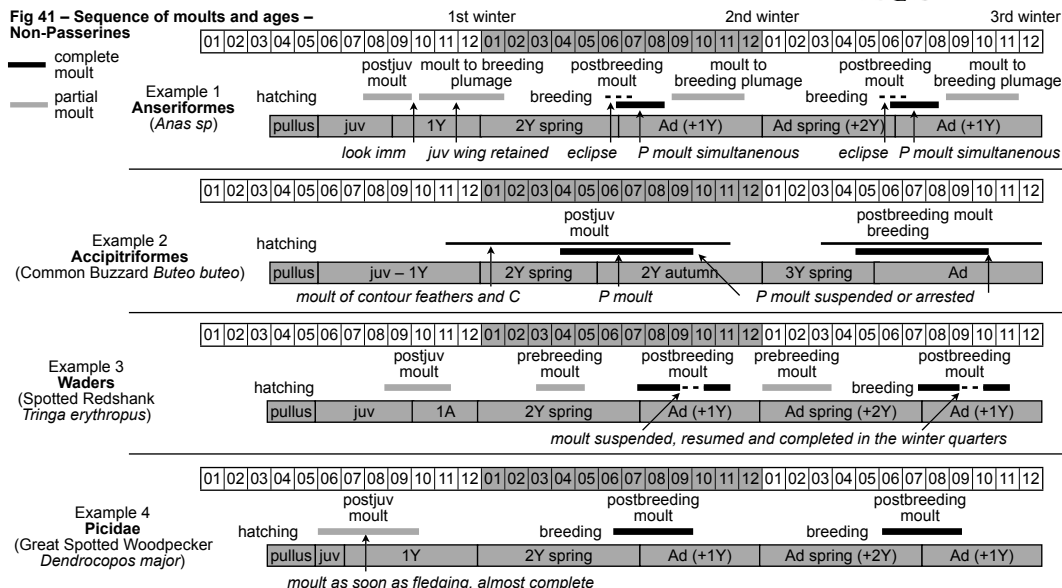 Fig 41 – Sequence of moults and ages –
Non-Passerines
1st winter 2nd winter 3rd winter
complete
moult
partial
moult
01 02 03 04 05 06 07 08 09 10 11 12 01 02 03 04 05 06 07 08 09 10 11 12 01 02 03 04 05 06 07 08 09 10 11 12
Example 1
Anseriformes
(Anas sp)
hatching
postjuv
moult
moult to breeding
plumage
breeding
postbreeding
moult
moult to
breeding plumage
breeding
postbreeding
moult
moult to
breeding plumage
pullus juv 1Y 2Y spring Ad (+1Y) Ad spring (+2Y) Ad (+1Y)
look imm juv wing retained eclipse P moult simultanenous eclipse P moult simultanenous
01 02 03 04 05 06 07 08 09 10 11 12 01 02 03 04 05 06 07 08 09 10 11 12 01 02 03 04 05 06 07 08 09 10 11 12
Example 2
Accipitriformes
(Common Buzzard Buteo buteo)
hatching
postjuv
moult
postbreeding moult
breeding
pullus juv – 1Y 2Y spring 2Y autumn 3Y spring Ad
moult of contour feathers and C P moult P moult suspended or arrested
01 02 03 04 05 06 07 08 09 10 11 12 01 02 03 04 05 06 07 08 09 10 11 12 01 02 03 04 05 06 07 08 09 10 11 12
Example 3
Waders
(Spotted Redshank
Tringa erythropus)
hatching
postjuv
moult
prebreeding
moult
postbreeding
moult
prebreeding
moult
breeding
postbreeding
moult
pullus juv 1A 2Y spring Ad (+1Y) Ad spring (+2Y) Ad (+1Y)
moult suspended, resumed and completed in the winter quarters
01 02 03 04 05 06 07 08 09 10 11 12 01 02 03 04 05 06 07 08 09 10 11 12 01 02 03 04 05 06 07 08 09 10 11 12
Example 4
Picidae
(Great Spotted Woodpecker
Dendrocopos major)
hatching
postjuv
moult
breeding
postbreeding
moult
breeding
postbreeding
moult
pullus juv 1Y 2Y spring Ad (+1Y) Ad spring (+2Y) Ad (+1Y)
moult as soon as fledging, almost complete